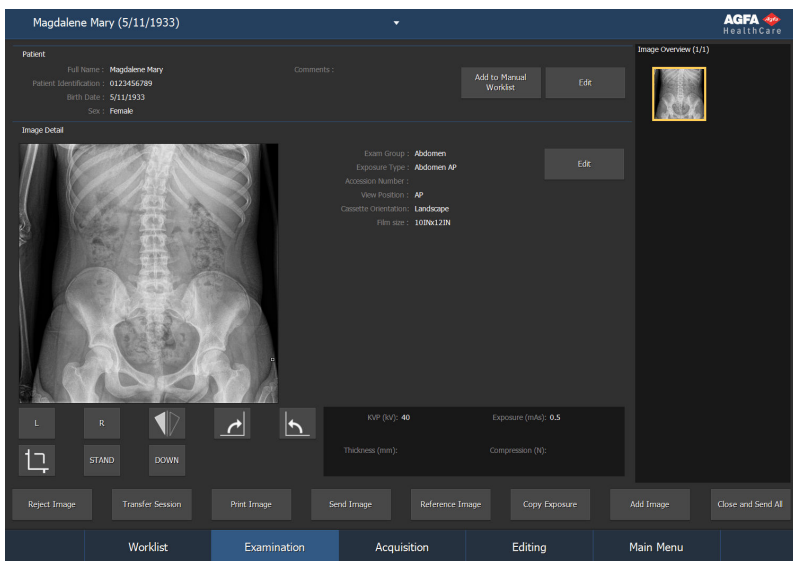 Magdalene Mary (5/11/1933)
AGFA Agfa
HealthCare
Patient
Full Name : Magdalene Mary
Patient Identification : 0123456789
Birth Date : 5/11/1933
Sex : Female
Comments :
Add to Manual
Worklist
Edit
Image Overview (1/1)
Image Detail
Exam Group : Abdomen
Exposure Type : Abdomen AP
Accession Number :
View Position : AP
Cassette Orientation: Landscape
Film size : 10INx12IN
Edit
L
R
STAND
DOWN
KVP (kV): 40
Exposure (mAs): 0.5
Thickness (mm):
Compression (N):
Reject Image
Transfer Session
Print Image
Send Image
Reference Image
Copy Exposure
Add Image
Close and Send All
Worklist
Examination
Acquisition
Editing
Main Menu